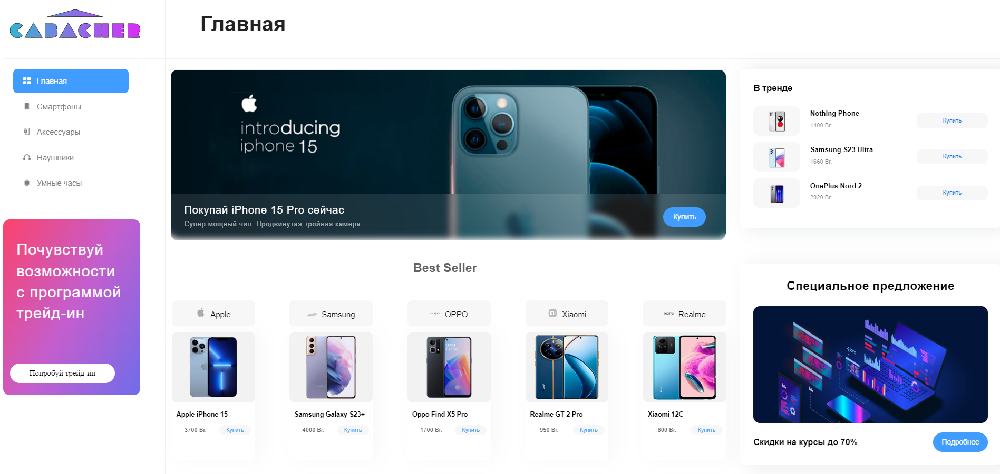 CABACHER
Главная
Главная
Смартфоны
Аксессуары
Наушники
Умные часы
Почувствуй
возможности
с программой
трейд-ин
Попробуй трейд-ин
introducing
iphone 15
Покупай iPhone 15 Pro сейчас
Супер мощный чип. Продвинутая тройная камера.
Купить
Best Seller
Apple
Samsung
OPPO
Xiaomi
realme Realme
OPPO
F21 Pro
Apple iPhone 15
3700 Br. Купить
Samsung Galaxy S23+
4000 Br. Купить
Oppo Find X5 Pro
1700 Br. Купить
Realme GT 2 Pro
950 Br. Купить
Xiaomi 12C
600 Br. Купить
В тренде
Nothing Phone
1400 Br.
Купить
Samsung S23 Ultra
1660 Br.
Купить
OnePlus Nord 2
2020 Br.
Купить
Специальное предложение
Скидки на курсы до 70%
Подробнее